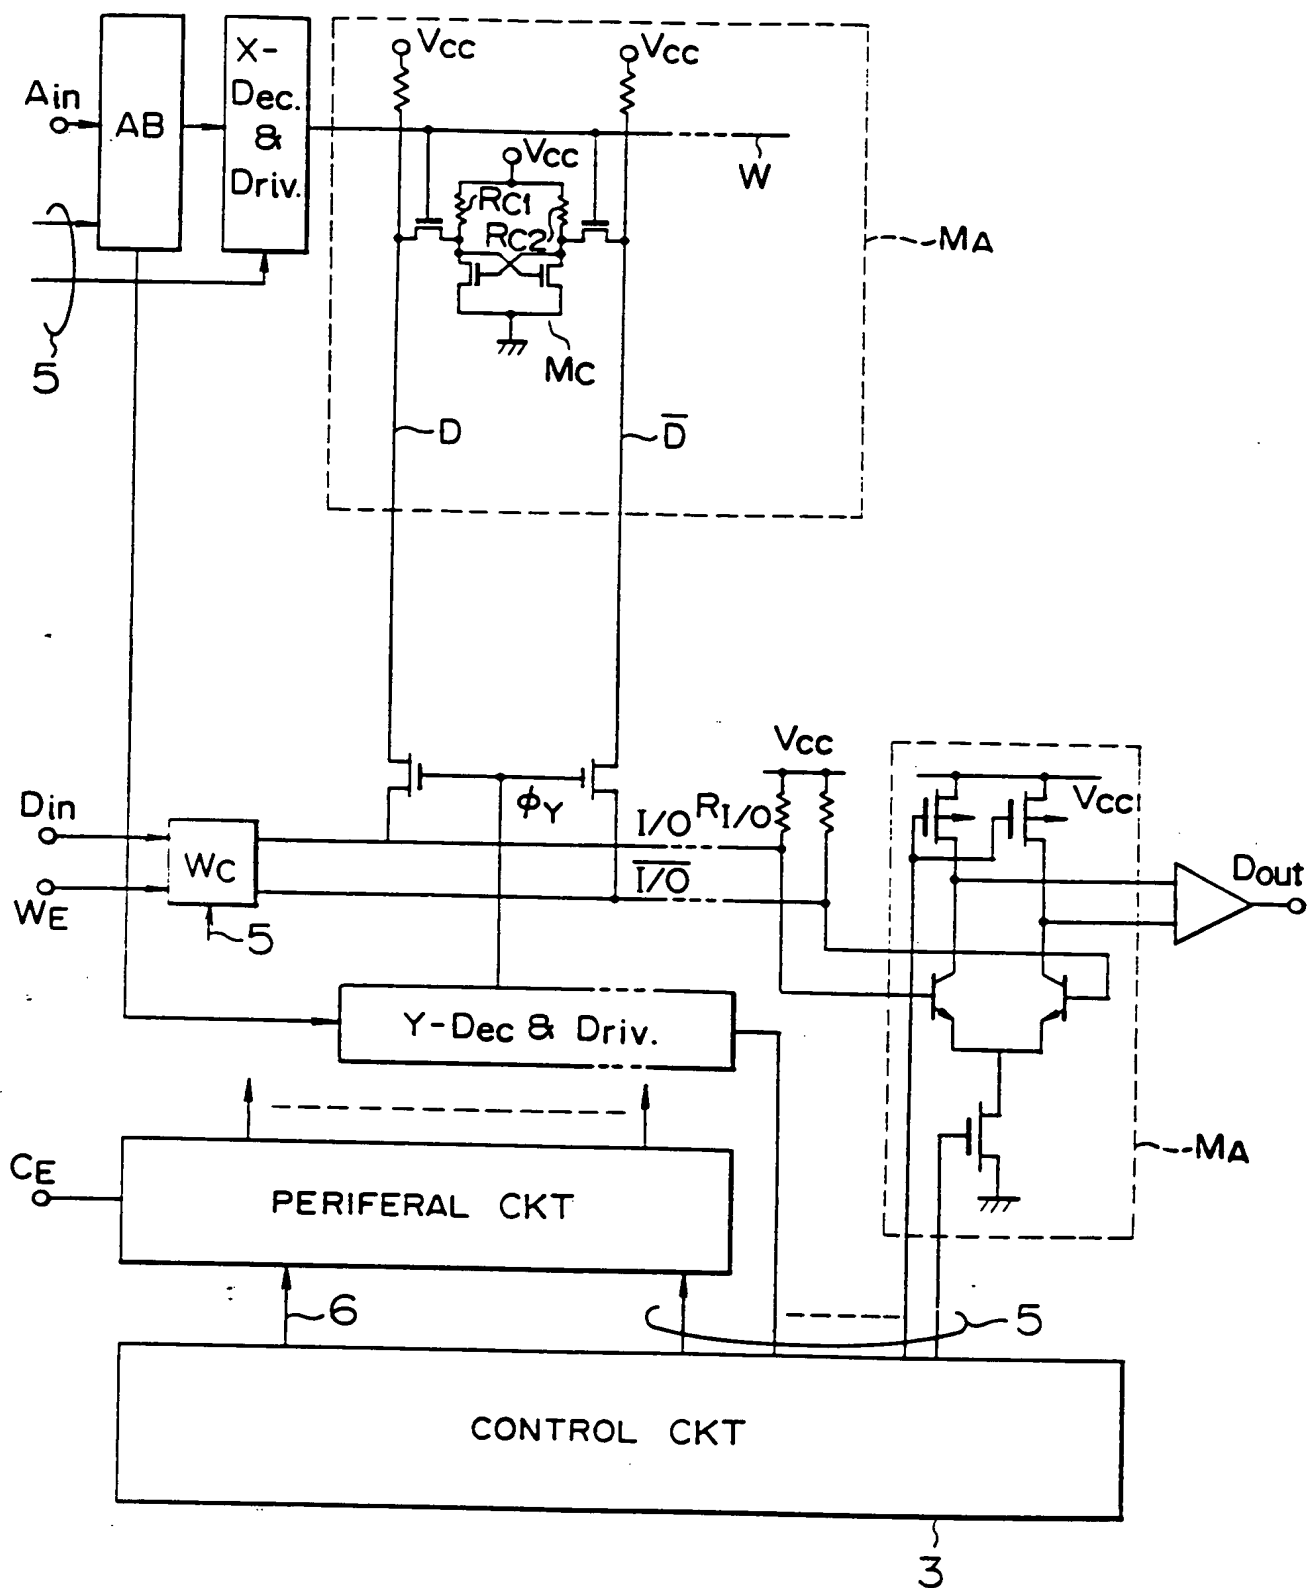 Ain
AB
X-
Dec.
&
Driv.
Vcc
Vcc
Vcc
RC1
RC2
W
MA
MC
5
D
D̅
Din
WE
WC
5
ϕY
I/O
I̅/̅O̅
RI/O
Vcc
Vcc
Dout
MA
Y-Dec & Driv.
CE
PERIFERAL CKT
6
5
CONTROL CKT
3